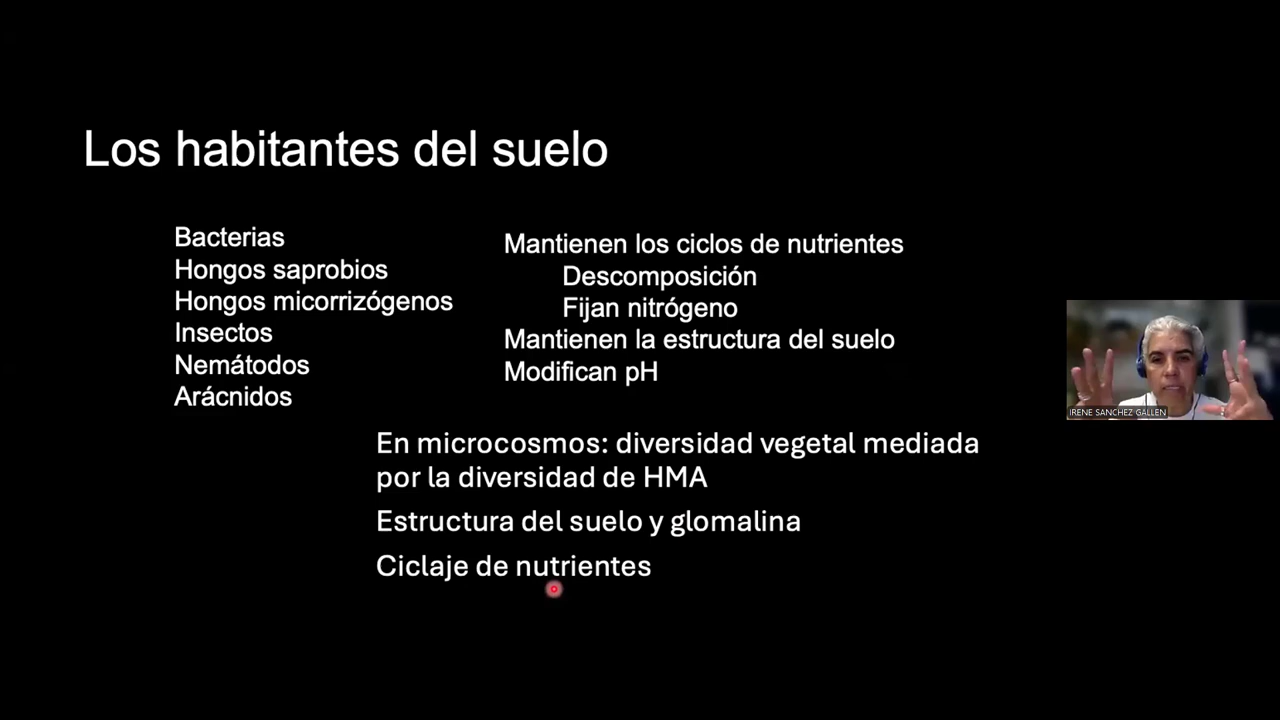 Los habitantes del suelo
Bacterias
Hongos saprobios
Hongos micorrizógenos
Insectos
Nemátodos
Arácnidos
Mantienen los ciclos de nutrientes
Descomposición
Fijan nitrógeno
Mantienen la estructura del suelo
Modifican pH
En microcosmos: diversidad vegetal mediada
por la diversidad de HMA
Estructura del suelo y glomalina
Ciclaje de nutrientes
IRENE SANCHEZ GALLEN